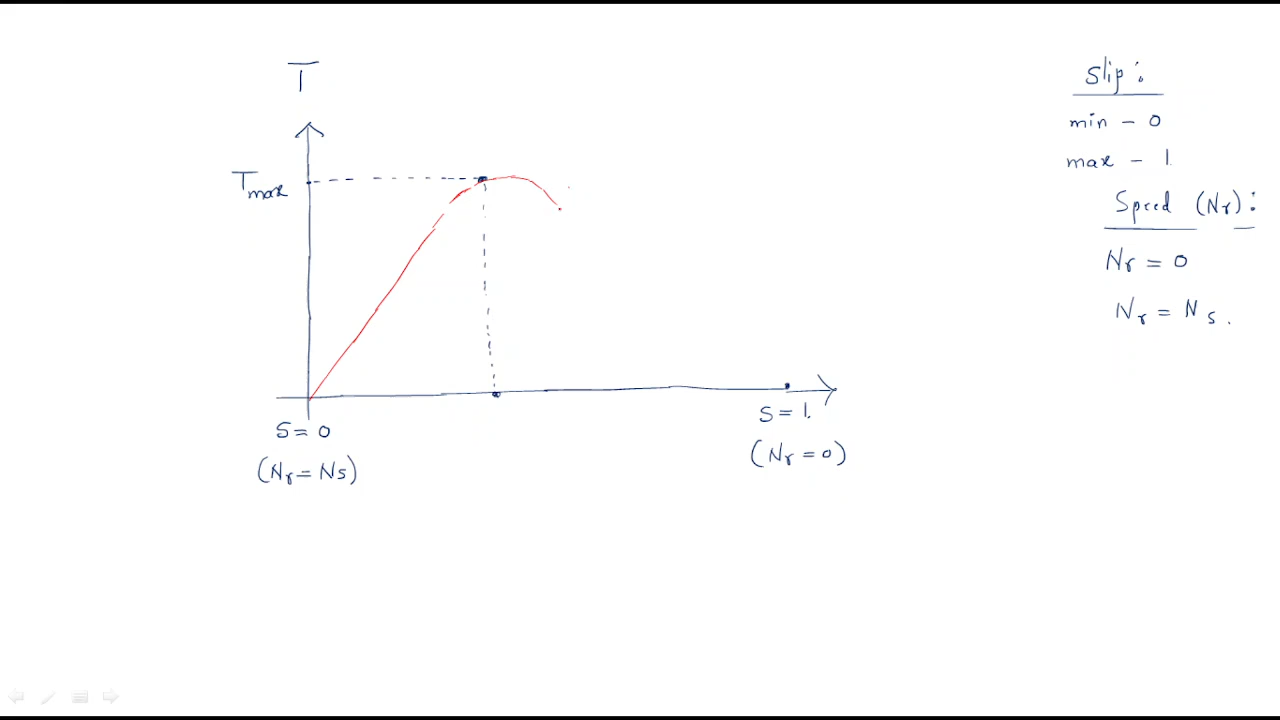 T
Tmax
S = 0
(Nr = Ns)
S = 1.
(Nr = 0)
Slip:
min - 0
max - 1.
Speed (Nr):
Nr = 0
Nr = Ns.